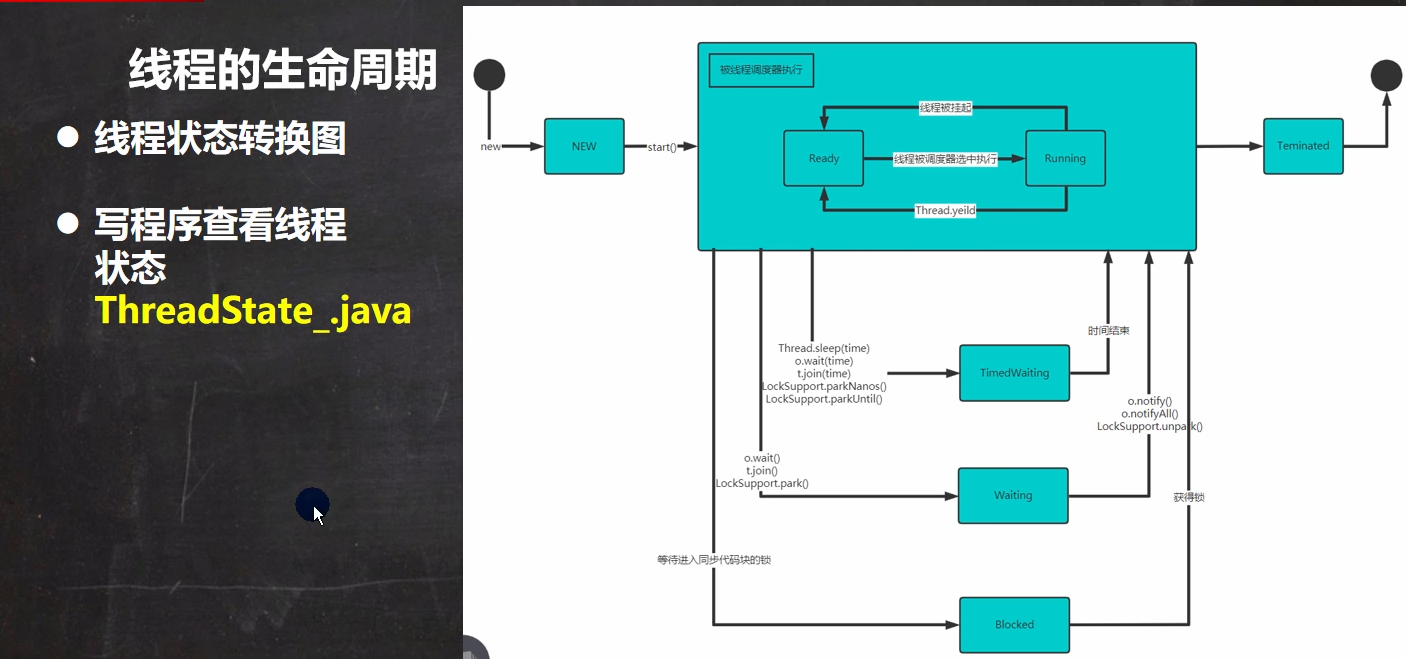 线程的生命周期
线程状态转换图
写程序查看线程
状态
ThreadState_.java
被线程调度器执行
线程被挂起
new
NEW
start()
Ready
线程被调度器选中执行
Running
Teminated
Thread.yeild
时间结束
Thread.sleep(time)
o.wait(time)
t.join(time)
LockSupport.parkNanos()
LockSupport.parkUntil()
TimedWaiting
o.notify()
o.notifyAll()
LockSupport.unpark()
o.wait()
t.join()
LockSupport.park()
Waiting
获得锁
等待进入同步代码块的锁
Blocked